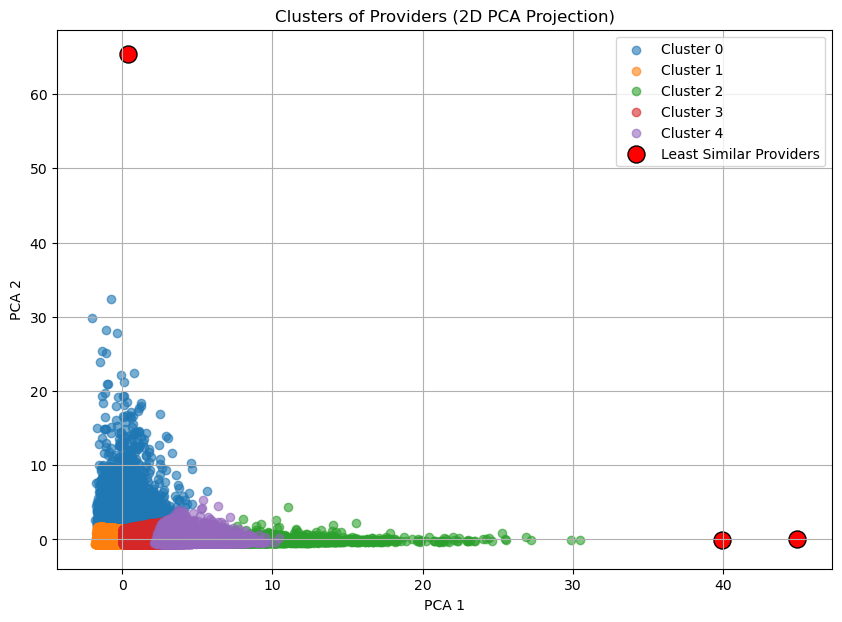 Clusters of Providers (2D PCA Projection)
Cluster 0
Cluster 1
Cluster 2
Cluster 3
Cluster 4
Least Similar Providers
PCA 2
60
50
40
30
20
10
0
0 10 20 30 40
PCA 1